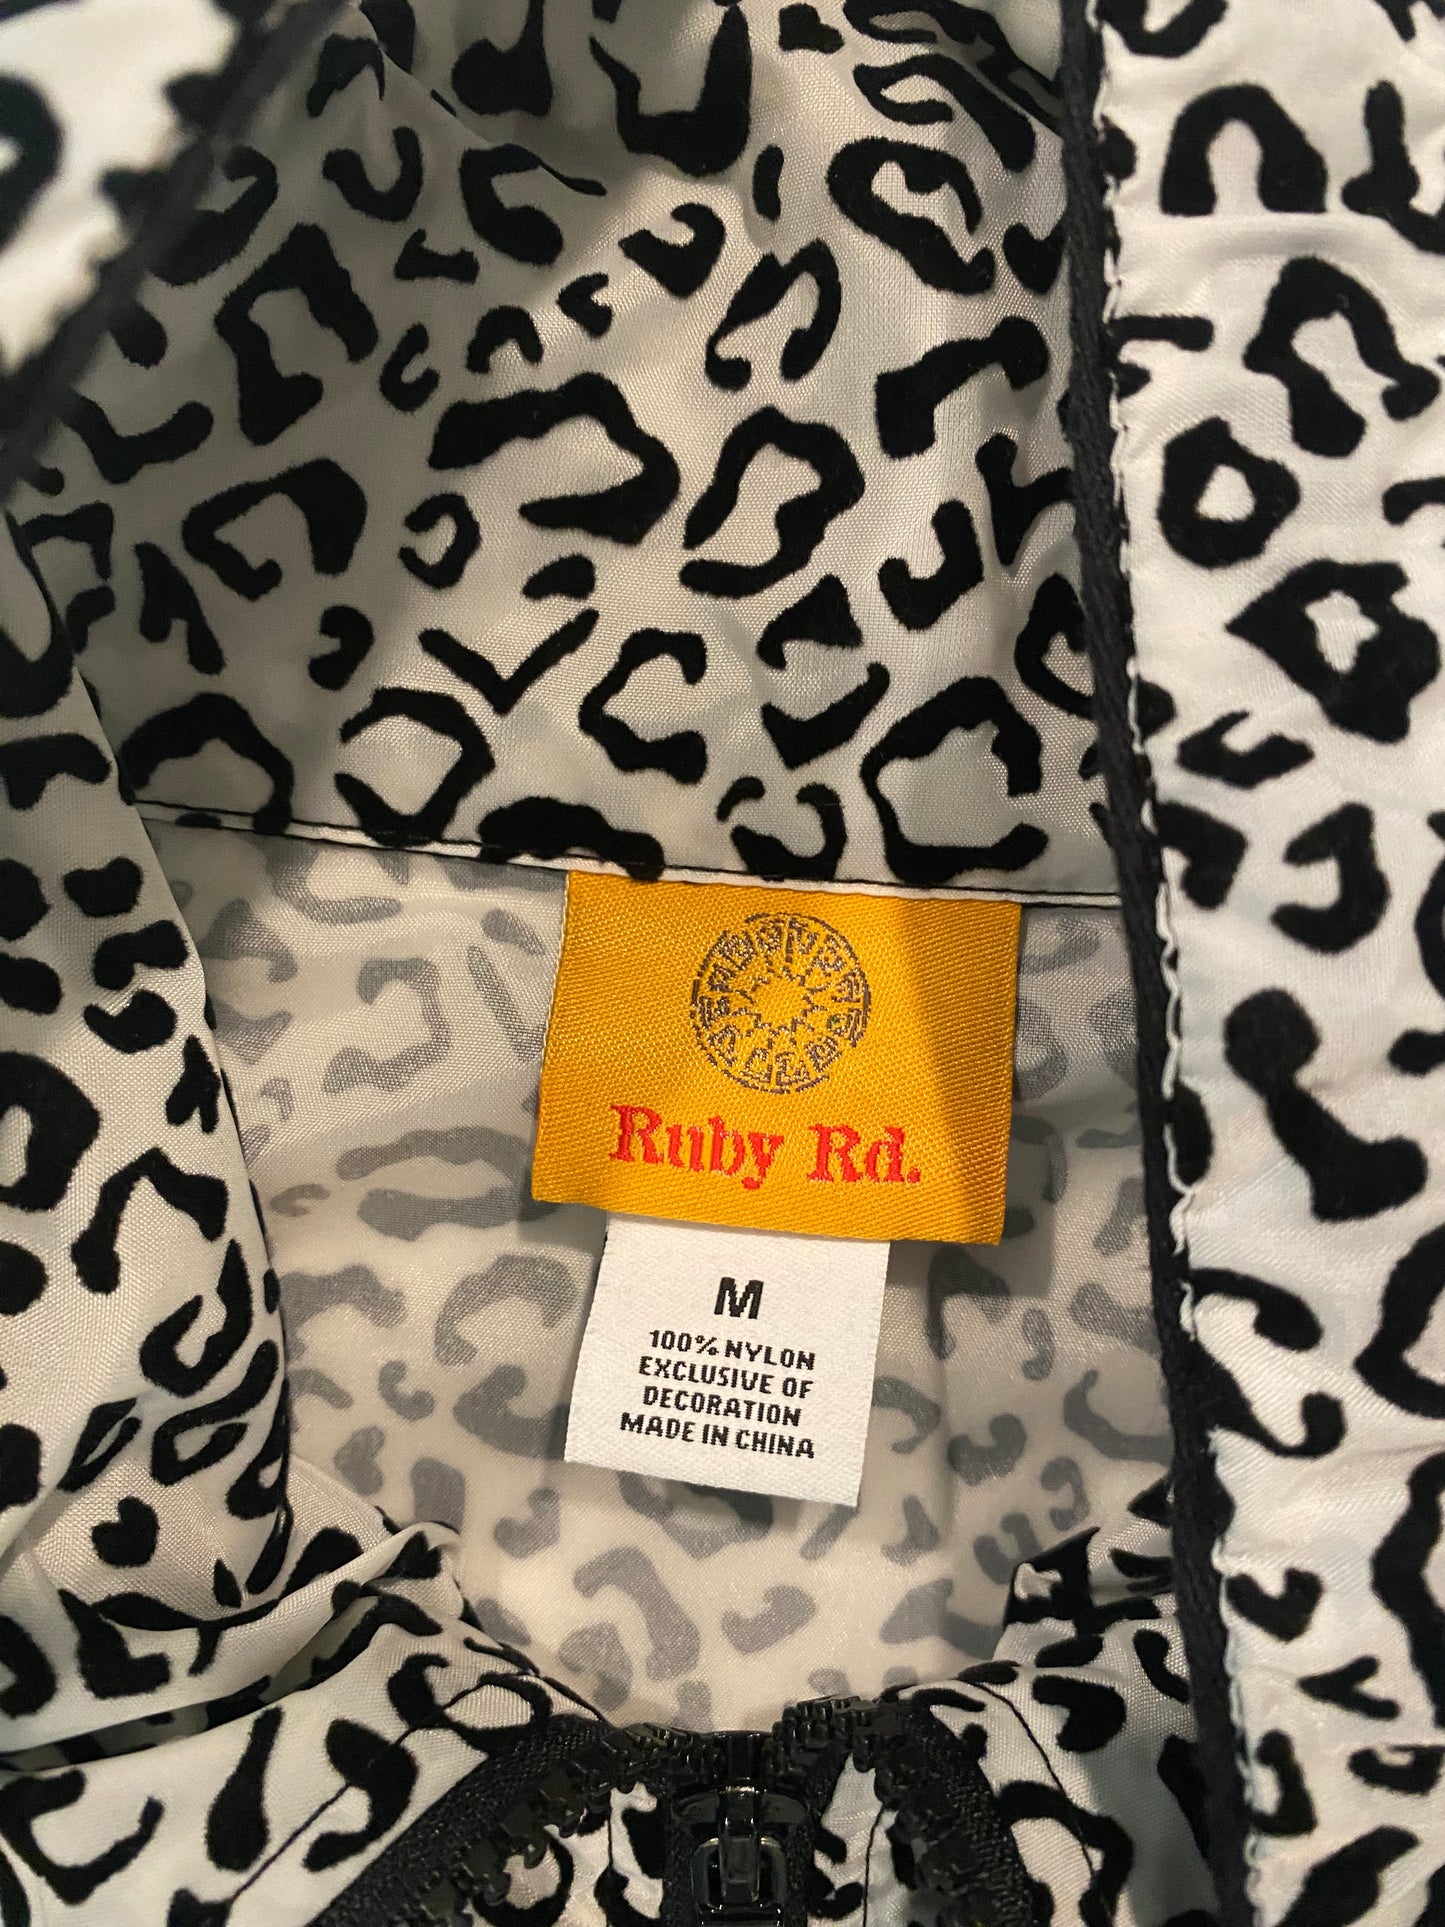 Ruby Rd.
M
100% NYLON
EXCLUSIVE OF
DECORATION
MADE IN CHINA